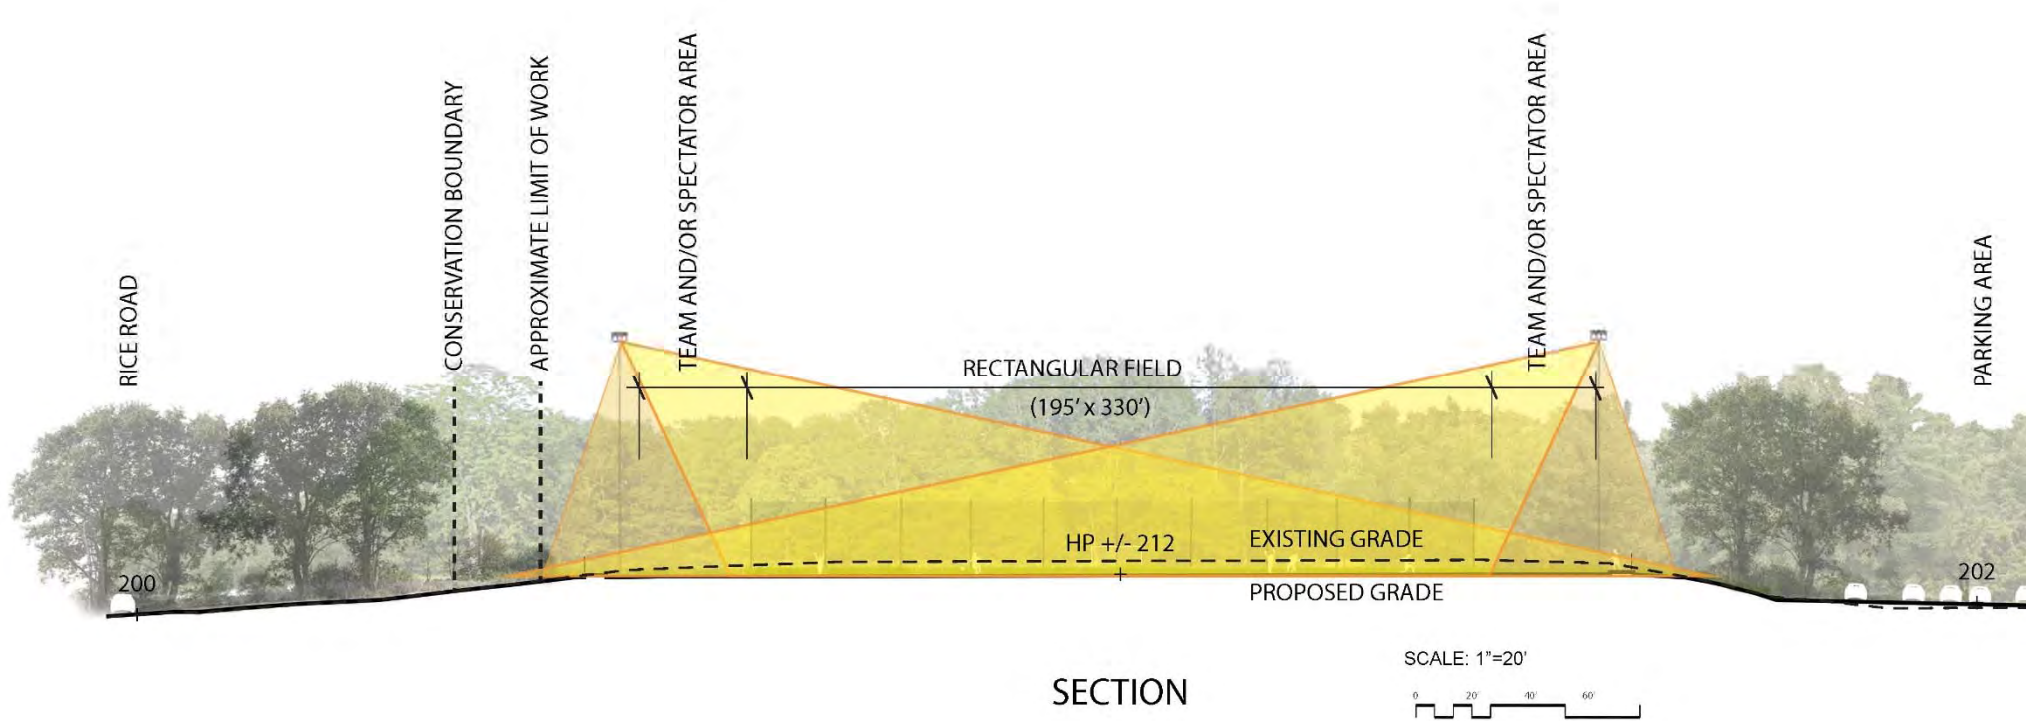 RICE ROAD
CONSERVATION BOUNDARY
APPROXIMATE LIMIT OF WORK
TEAM AND/OR SPECTATOR AREA
TEAM AND/OR SPECTATOR AREA
PARKING AREA
RECTANGULAR FIELD
(195' x 330')
HP +/- 212
EXISTING GRADE
PROPOSED GRADE
200
202
SECTION
SCALE: 1"=20'
0 20' 40' 60'